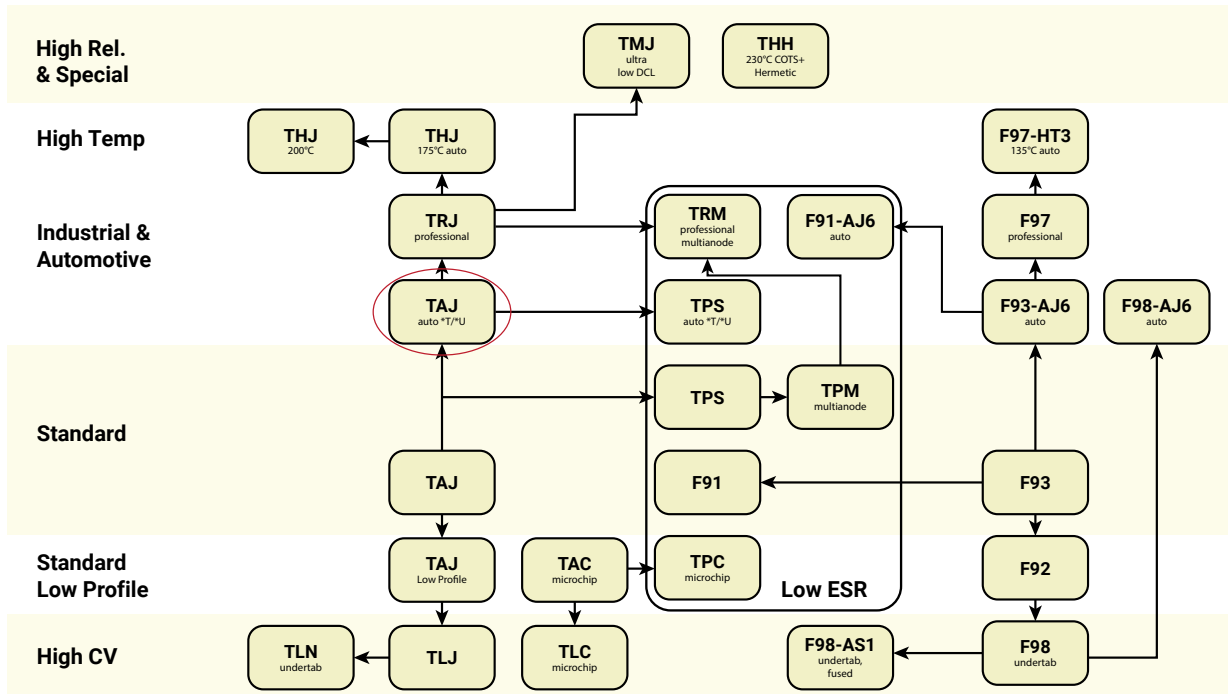 High Rel.
& Special
TMJ
ultra
low DCL
THH
230°C COTS+
Hermetic
High Temp
THJ
200°C
THJ
175°C auto
F97-HT3
135°C auto
Industrial &
Automotive
TRJ
professional
TRM
professional
multianode
F91-AJ6
auto
F97
professional
TAJ
auto *T/*U
TPS
auto *T/*U
F93-AJ6
auto
F98-AJ6
auto
Standard
TPS
TPM
multianode
TAJ
F91
F93
Standard
Low Profile
TAJ
Low Profile
TAC
microchip
TPC
microchip
Low ESR
F92
High CV
TLN
undertab
TLJ
TLC
microchip
F98-AS1
undertab,
fused
F98
undertab